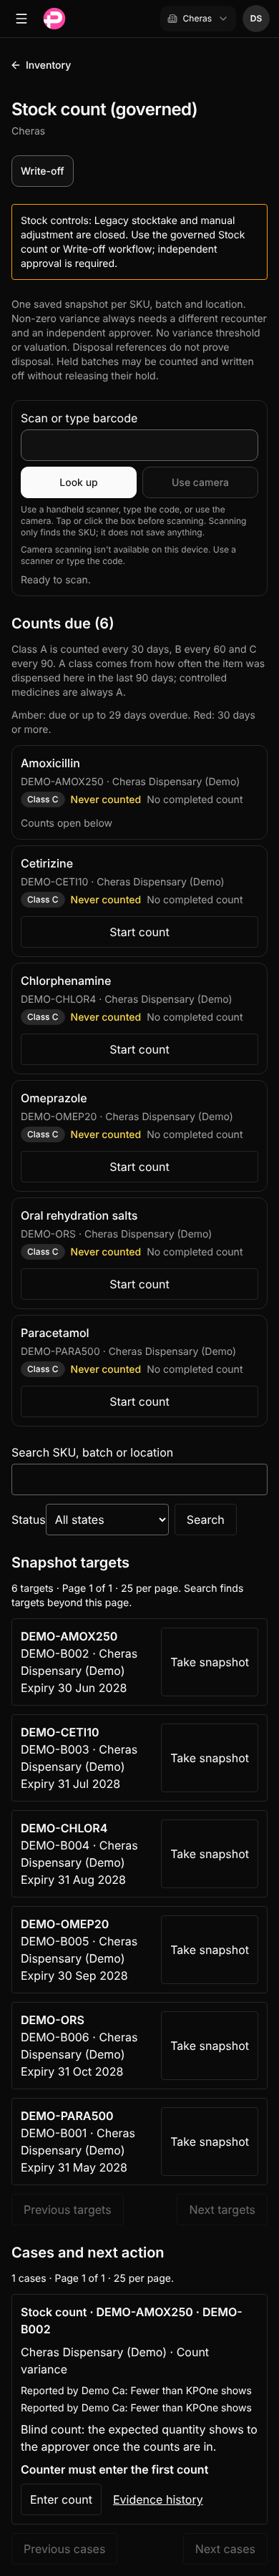 Cheras
DS
Inventory
Stock count (governed)
Cheras
Write-off
Stock controls: Legacy stocktake and manual
adjustment are closed. Use the governed Stock
count or Write-off workflow; independent
approval is required.
One saved snapshot per SKU, batch and location.
Non-zero variance always needs a different recounter
and an independent approver. No variance threshold
or valuation. Disposal references do not prove
disposal. Held batches may be counted and written
off without releasing their hold.
Scan or type barcode
Look up
Use camera
Use a handheld scanner, type the code, or use the
camera. Tap or click the box before scanning. Scanning
only finds the SKU; it does not save anything.
Camera scanning isn't available on this device. Use a
scanner or type the code.
Ready to scan.
Counts due (6)
Class A is counted every 30 days, B every 60 and C
every 90. A class comes from how often the item was
dispensed here in the last 90 days; controlled
medicines are always A.
Amber: due or up to 29 days overdue. Red: 30 days
or more.
Amoxicillin
DEMO-AMOX250 · Cheras Dispensary (Demo)
Class C Never counted No completed count
Counts open below
Cetirizine
DEMO-CETI10 · Cheras Dispensary (Demo)
Class C Never counted No completed count
Start count
Chlorphenamine
DEMO-CHLOR4 · Cheras Dispensary (Demo)
Class C Never counted No completed count
Start count
Omeprazole
DEMO-OMEP20 · Cheras Dispensary (Demo)
Class C Never counted No completed count
Start count
Oral rehydration salts
DEMO-ORS · Cheras Dispensary (Demo)
Class C Never counted No completed count
Start count
Paracetamol
DEMO-PARA500 · Cheras Dispensary (Demo)
Class C Never counted No completed count
Start count
Search SKU, batch or location
Status All states Search
Snapshot targets
6 targets · Page 1 of 1 · 25 per page. Search finds
targets beyond this page.
DEMO-AMOX250
DEMO-B002 · Cheras
Dispensary (Demo)
Expiry 30 Jun 2028
Take snapshot
DEMO-CETI10
DEMO-B003 · Cheras
Dispensary (Demo)
Expiry 31 Jul 2028
Take snapshot
DEMO-CHLOR4
DEMO-B004 · Cheras
Dispensary (Demo)
Expiry 31 Aug 2028
Take snapshot
DEMO-OMEP20
DEMO-B005 · Cheras
Dispensary (Demo)
Expiry 30 Sep 2028
Take snapshot
DEMO-ORS
DEMO-B006 · Cheras
Dispensary (Demo)
Expiry 31 Oct 2028
Take snapshot
DEMO-PARA500
DEMO-B001 · Cheras
Dispensary (Demo)
Expiry 31 May 2028
Take snapshot
Previous targets
Next targets
Cases and next action
1 cases · Page 1 of 1 · 25 per page.
Stock count · DEMO-AMOX250 · DEMO-
B002
Cheras Dispensary (Demo) · Count
variance
Reported by Demo Ca: Fewer than KPOne shows
Reported by Demo Ca: Fewer than KPOne shows
Blind count: the expected quantity shows to
the approver once the counts are in.
Counter must enter the first count
Enter count
Evidence history
Previous cases
Next cases